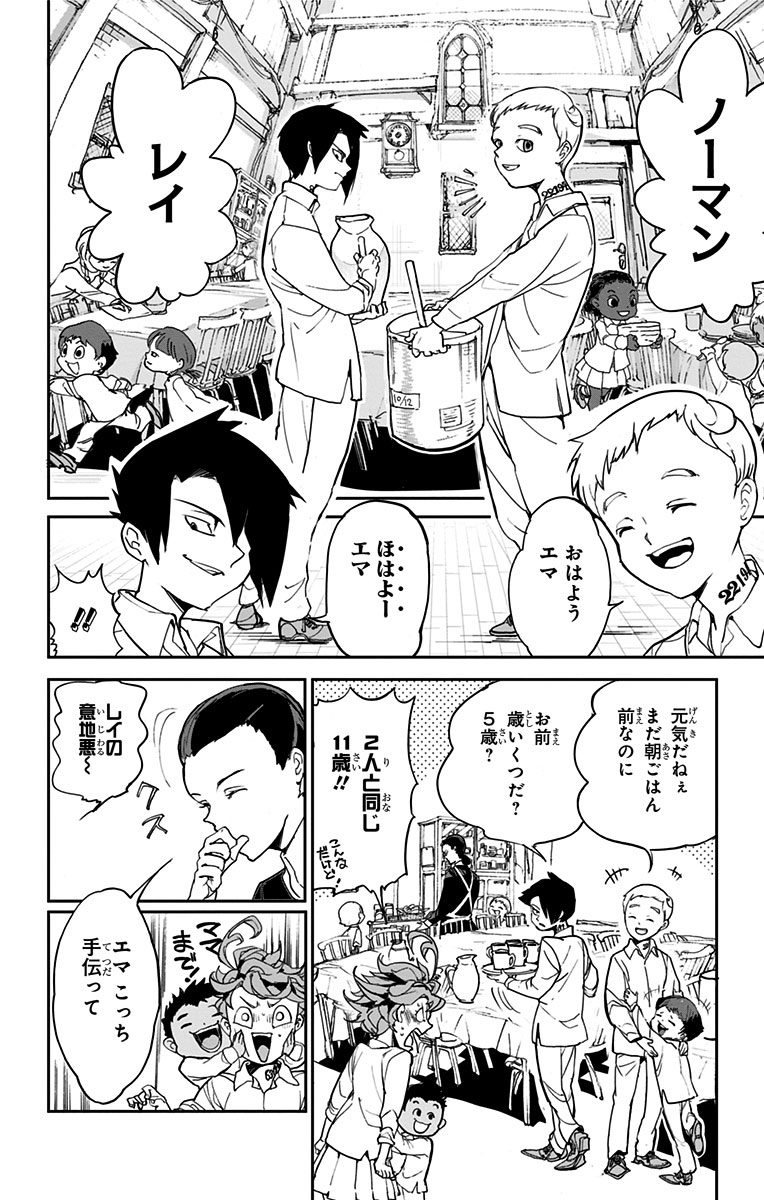 ノーマン
レイ
22194
10/12
おはよう
エマ
ほはよー
エマ
22194
!!
元気だねぇ
まだ朝ごはん
前なのに
お前
歳いくつだ?
5歳?
2人と同じ
11歳!!
こんな
だけど!
レイの
意地悪~
クス
ママ
まで!
エマ こっち
手伝って